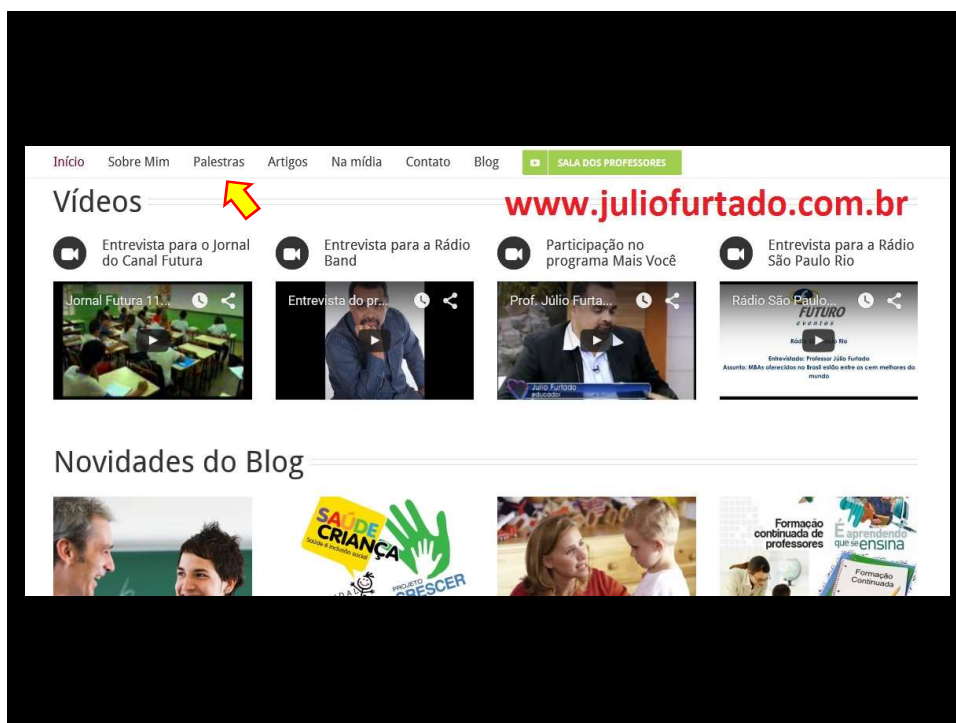 Início Sobre Mim Palestras Artigos Na mídia Contato Blog SALA DOS PROFESSORES
Vídeos
www.juliofurtado.com.br
Entrevista para o Jornal
do Canal Futura
Entrevista para a Rádio
Band
Participação no
programa Mais Você
Entrevista para a Rádio
São Paulo Rio
Jornal Futura 11...
Entrevista do pr...
Prof. Júlio Furta...
Julio Furtado
educador
Rádio São Paulo...
FUTURO
eventos
Entrevistado: Professor Júlio Furtado
Assunto: MBAs oferecidos no Brasil estão entre os cem melhores do
mundo
Novidades do Blog
SAÚDE
CRIANÇA
Saúde é inclusão social
PROJETO
Formação
continuada de
professores
É
aprendendo
que se ensina
Formação
Continuada